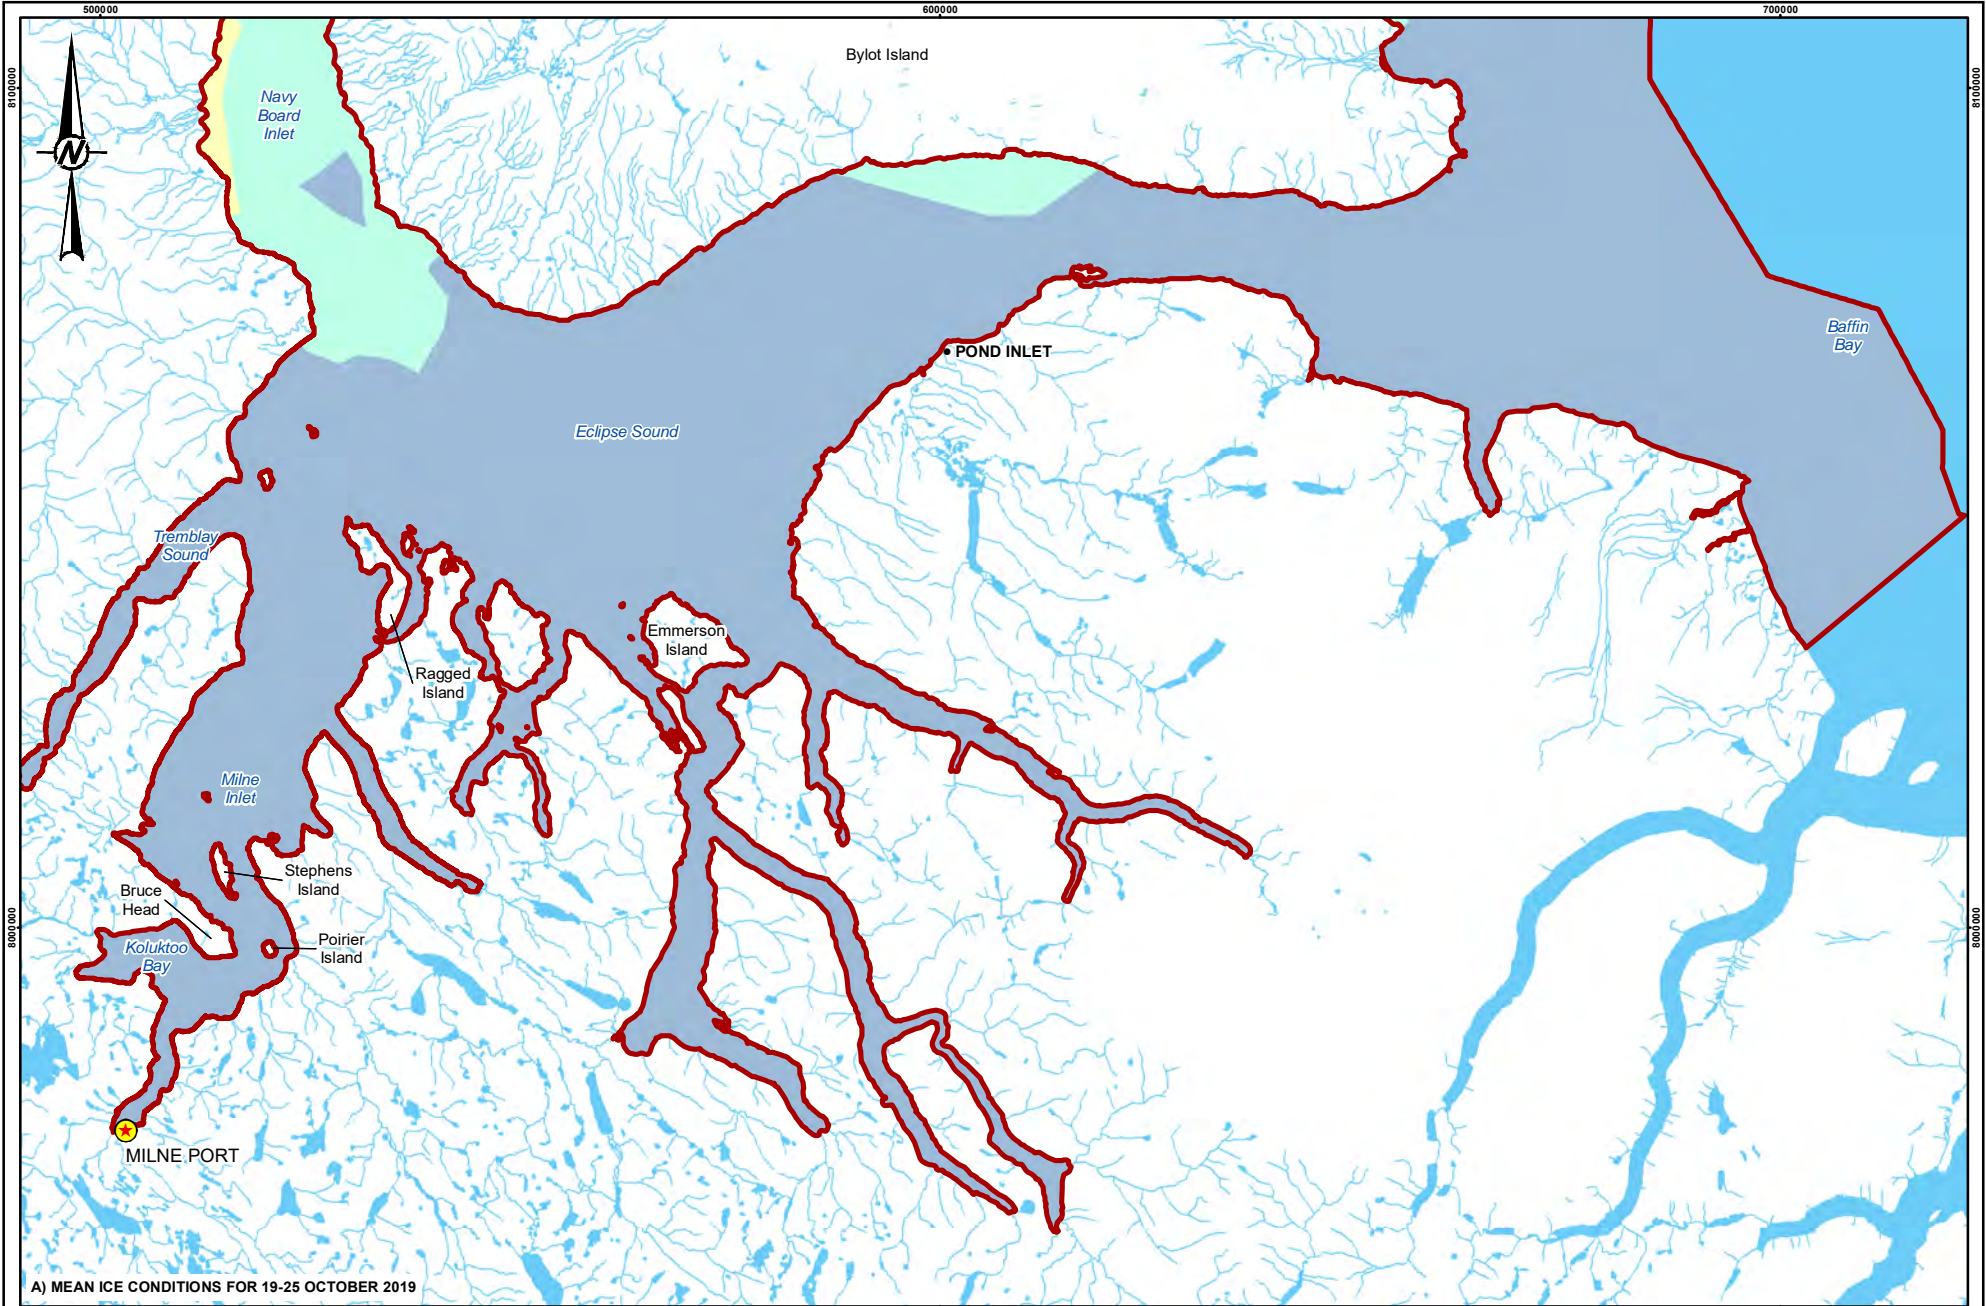 500000
600000
700000
8100000
8100000
Bylot Island
Navy
Board
Inlet
N
Baffin
Bay
POND INLET
Eclipse Sound
Tremblay
Sound
Emmerson
Island
Ragged
Island
Milne
Inlet
Stephens
Island
Bruce
Head
Poirier
Island
Koluktoo
Bay
8000000
8000000
MILNE PORT
A) MEAN ICE CONDITIONS FOR 19-25 OCTOBER 2019